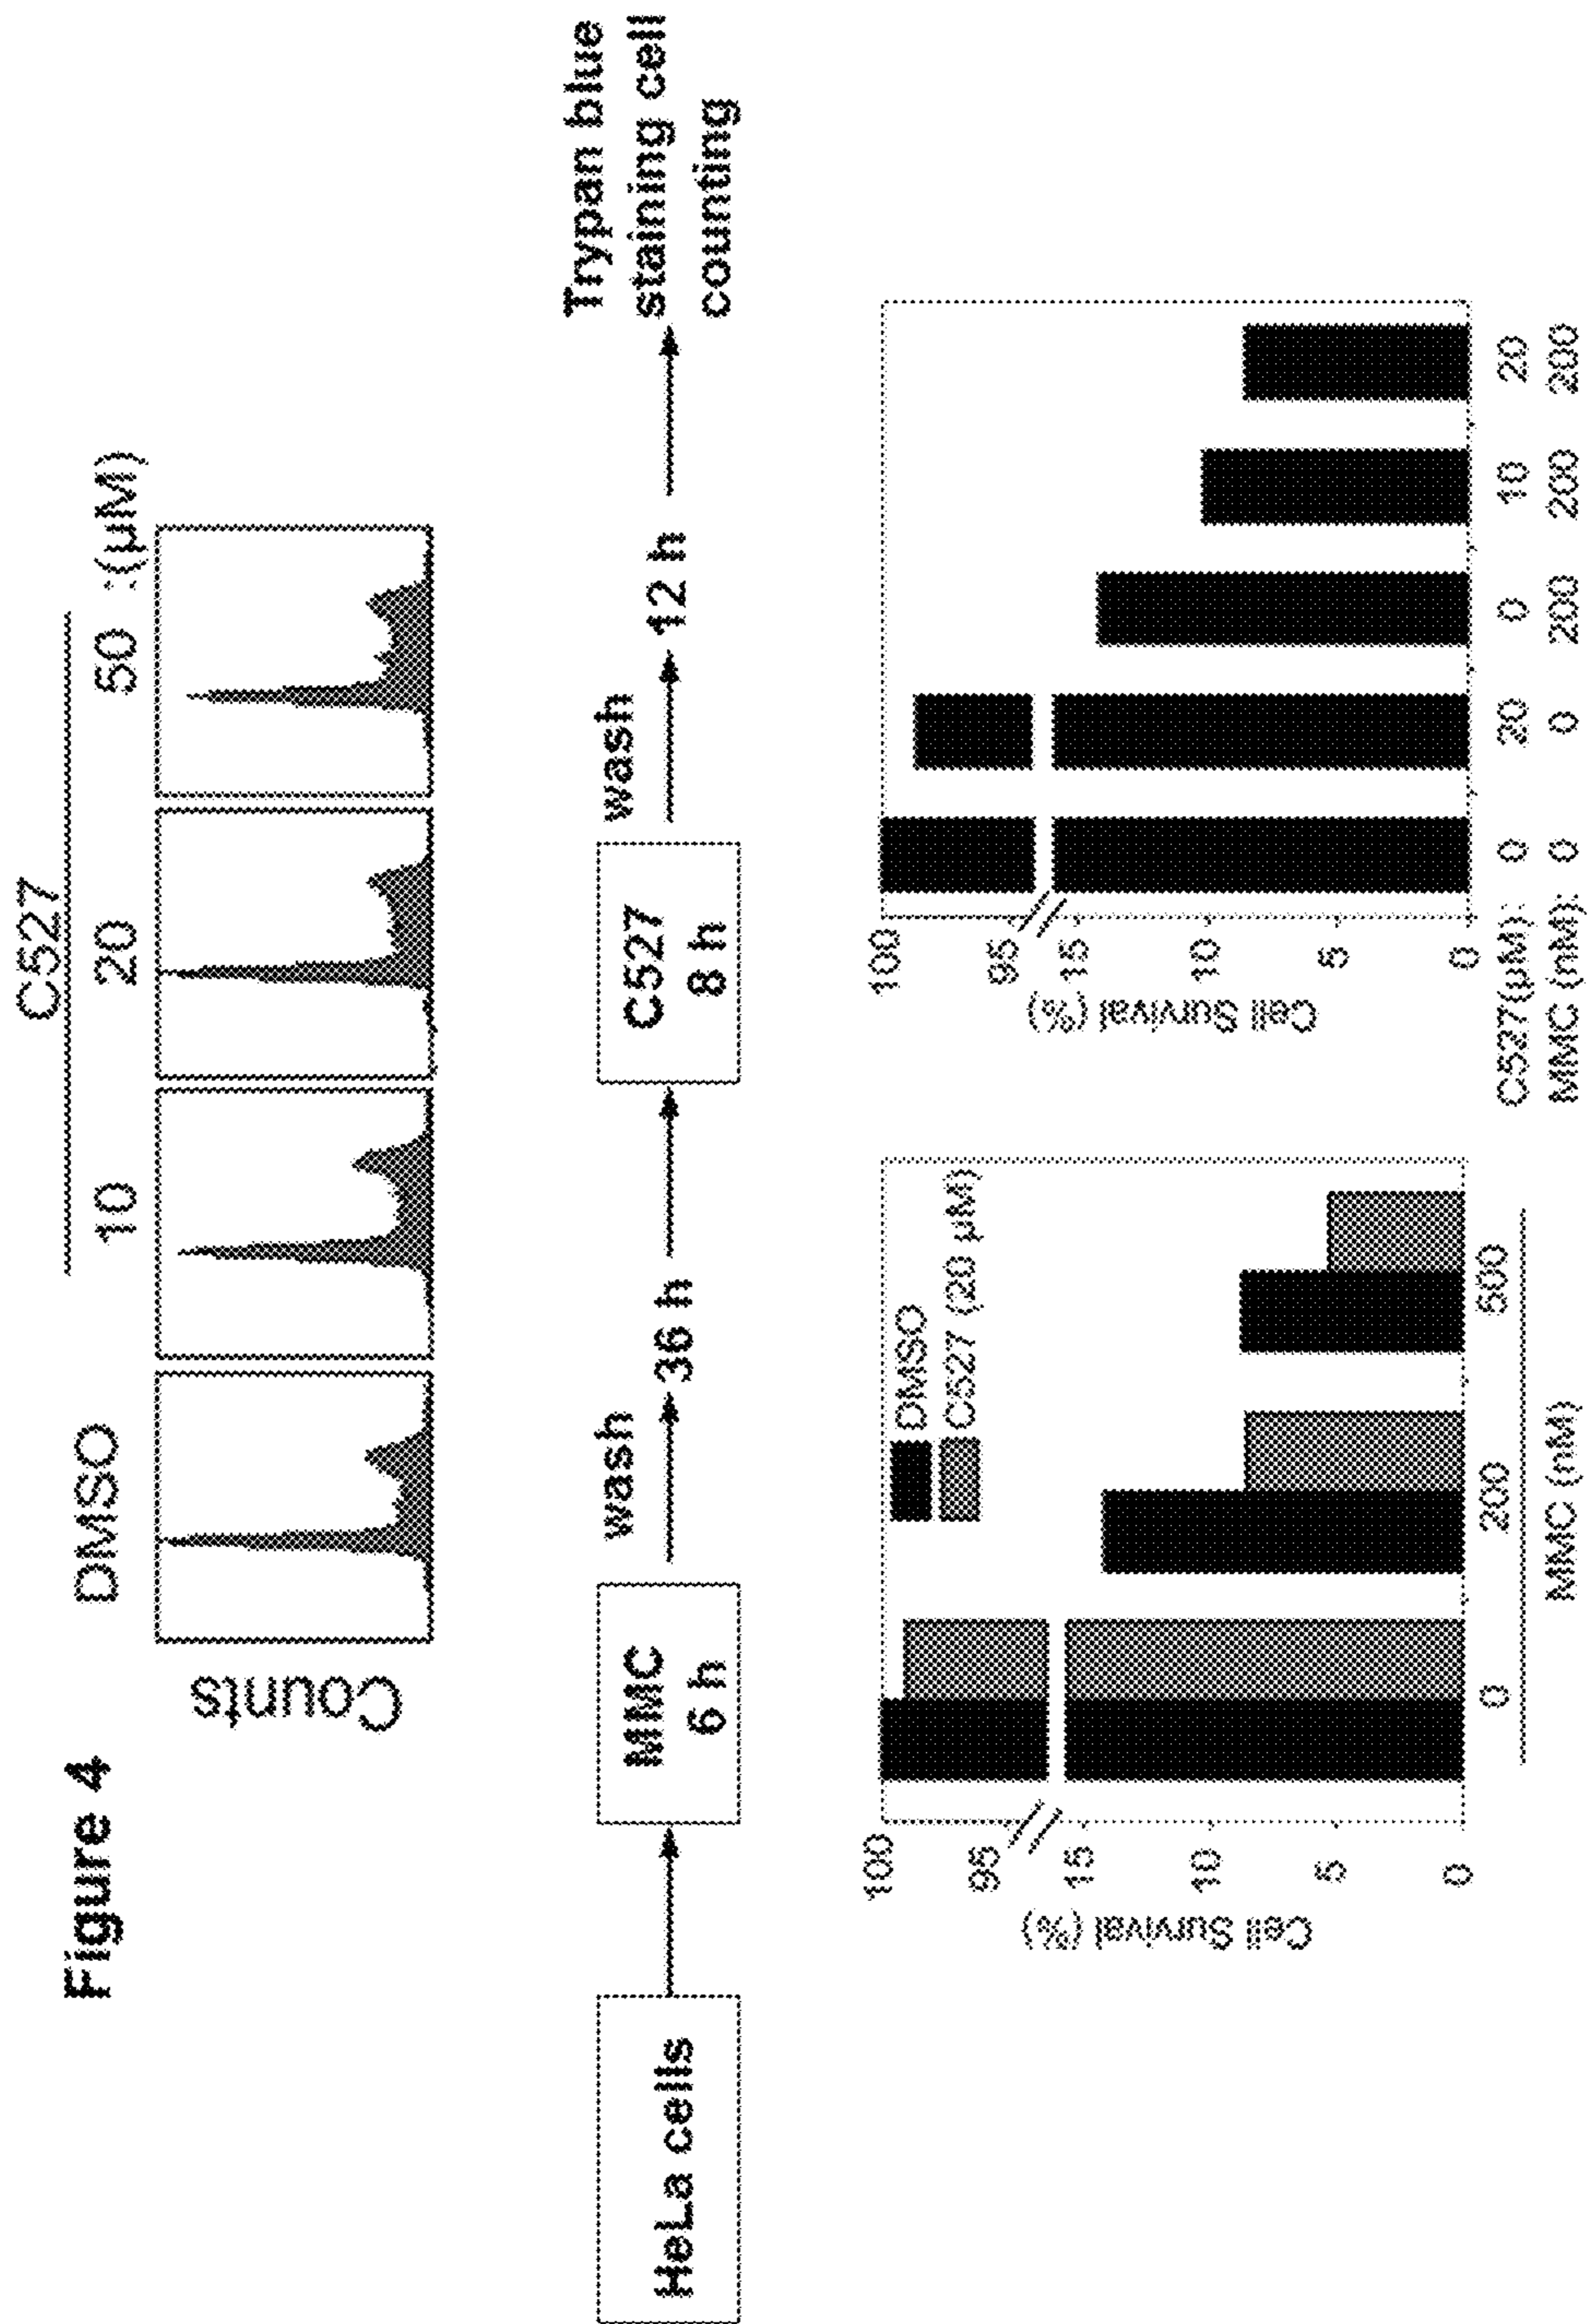 Figure 4
C527
DMSO 10 20 50 :(μM)
Counts
HeLa cells
MMC
6 h
wash
36 h
C527
8 h
wash
12 h
Trypan blue
staining cell
counting
Cell Survival
(%)
100
95
15
10
5
0
DMSO
C527 (20 μM)
0 200 500
MMC (nM)
Cell Survival
(%)
100
95
15
10
5
0
C527(μM): 0 20 0 10 20
MMC (nM): 0 0 200 200 200